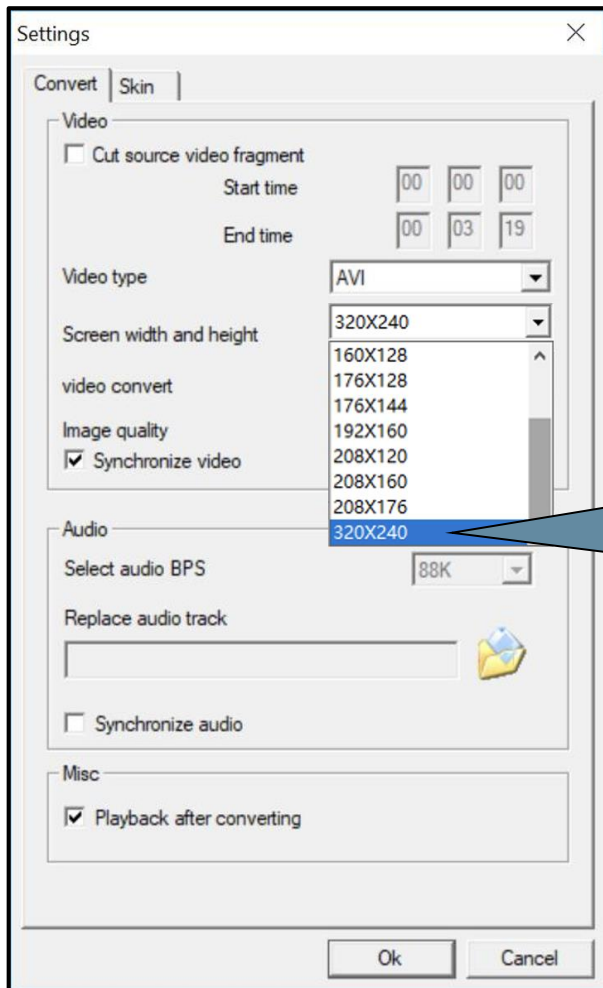 Settings
Convert Skin
Video
Cut source video fragment
Start time 00 00 00
End time 00 03 19
Video type AVI
Screen width and height 320X240
160X128
176X128
video convert
176X144
192X160
Image quality
Synchronize video
208X120
208X160
208X176
320X240
Audio
Select audio BPS 88K
Replace audio track
Synchronize audio
Misc
Playback after converting
Ok Cancel